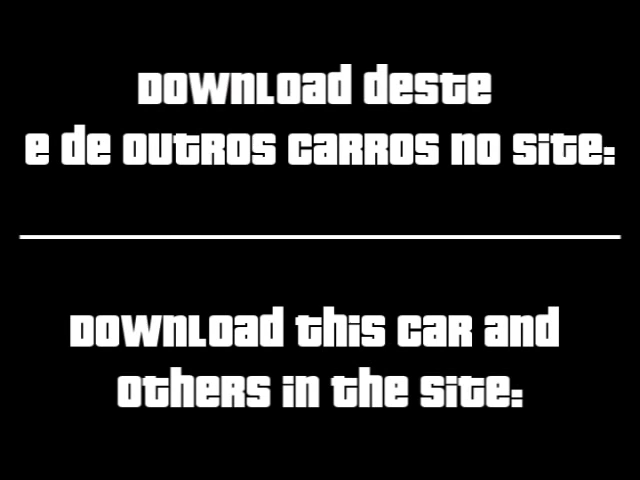 Download deste
e de outros carros no site:
Download this car and
others in the site: